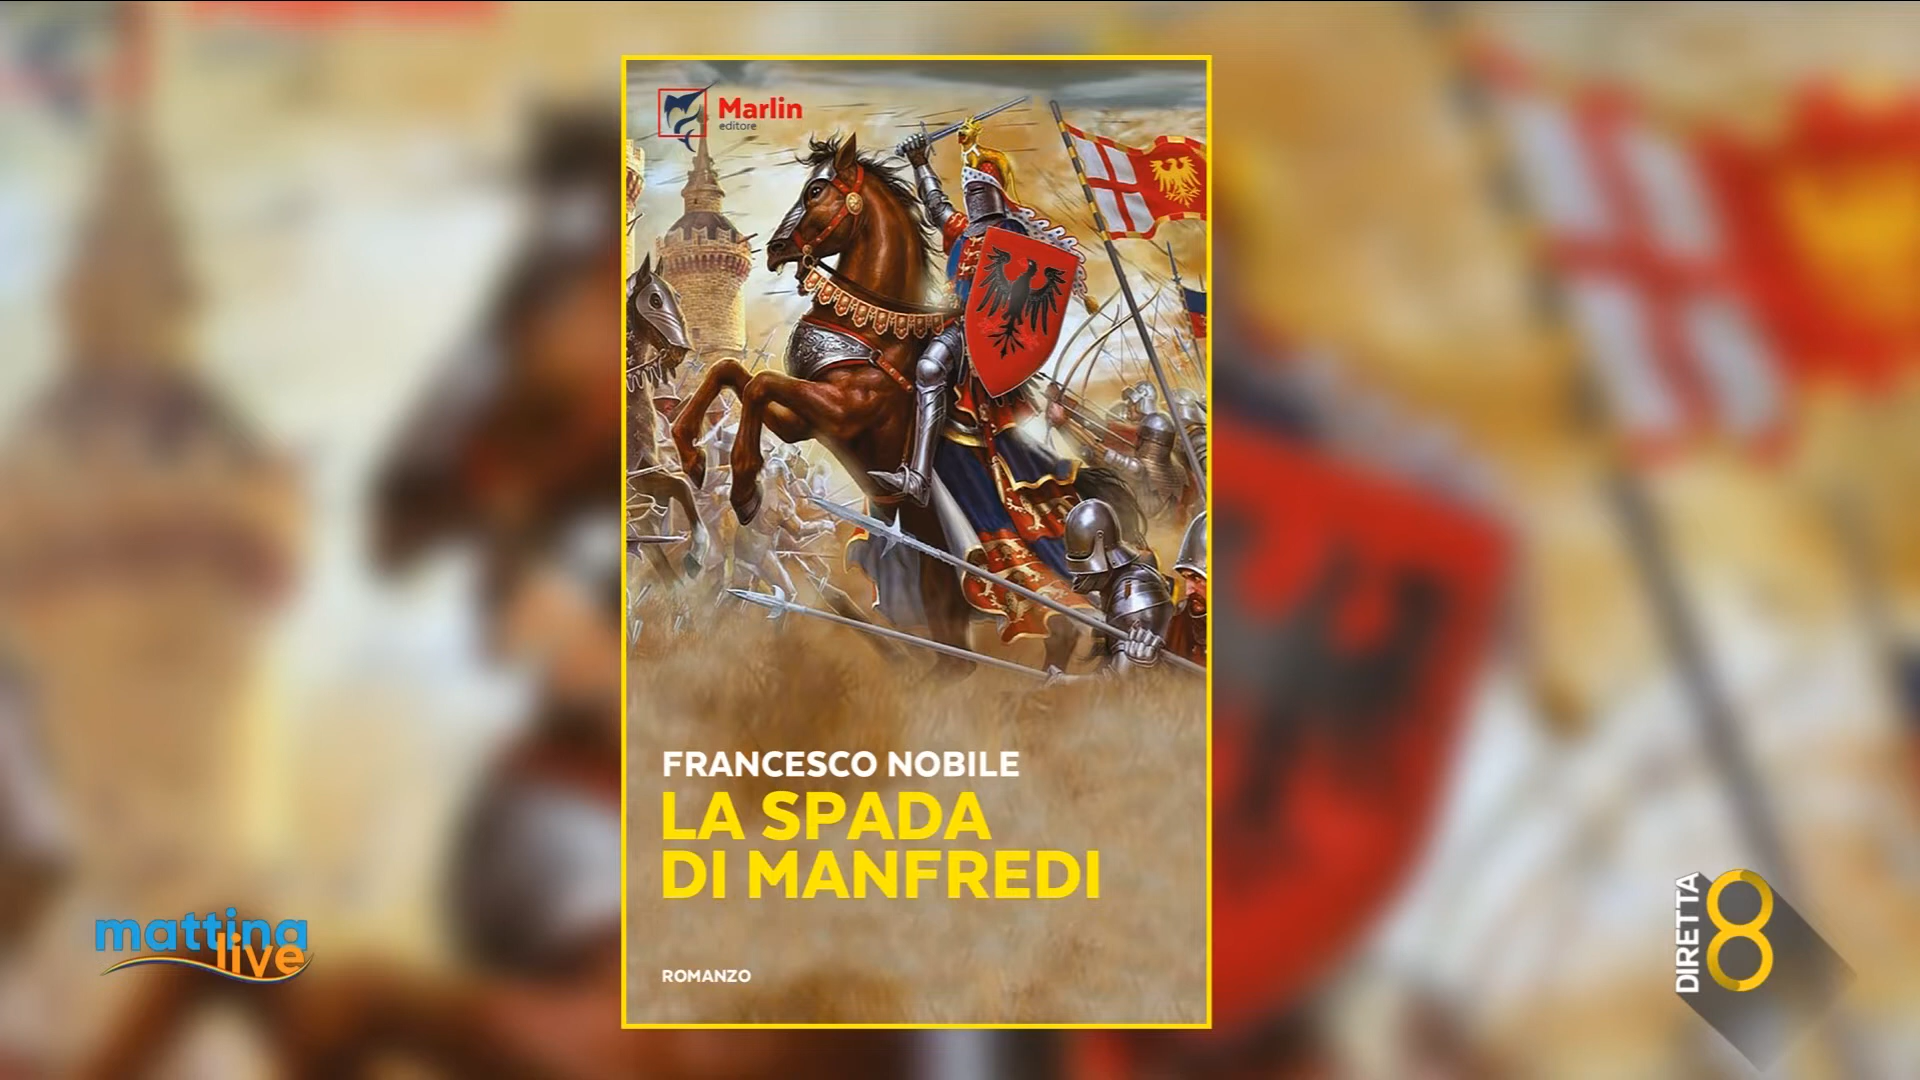 Marlin
editore
FRANCESCO NOBILE
LA SPADA
DI MANFREDI
ROMANZO
mattina
live
DIRETTA
8